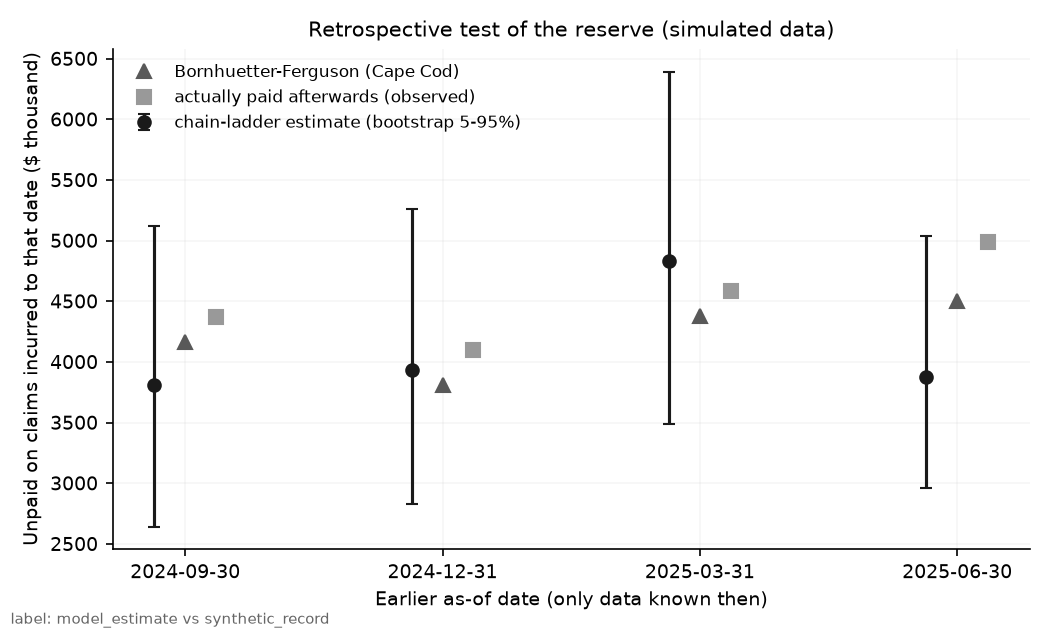 Retrospective test of the reserve (simulated data)
Bornhuetter-Ferguson (Cape Cod)
actually paid afterwards (observed)
chain-ladder estimate (bootstrap 5-95%)
Unpaid on claims incurred to that date ($ thousand)
6500
6000
5500
5000
4500
4000
3500
3000
2500
2024-09-30
2024-12-31
2025-03-31
2025-06-30
Earlier as-of date (only data known then)
label: model_estimate vs synthetic_record